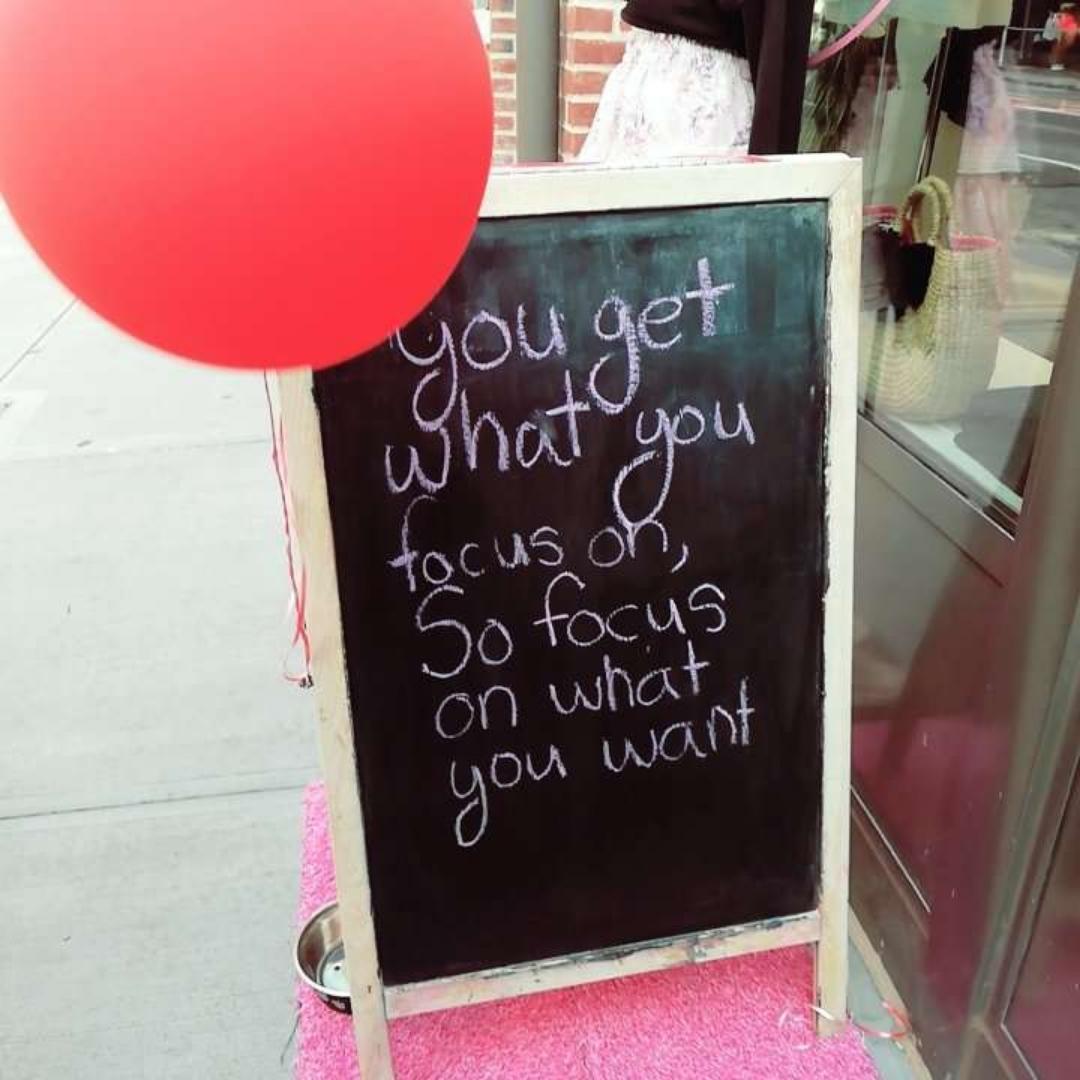 you get
what you
focus on,
So focus
on what
you want